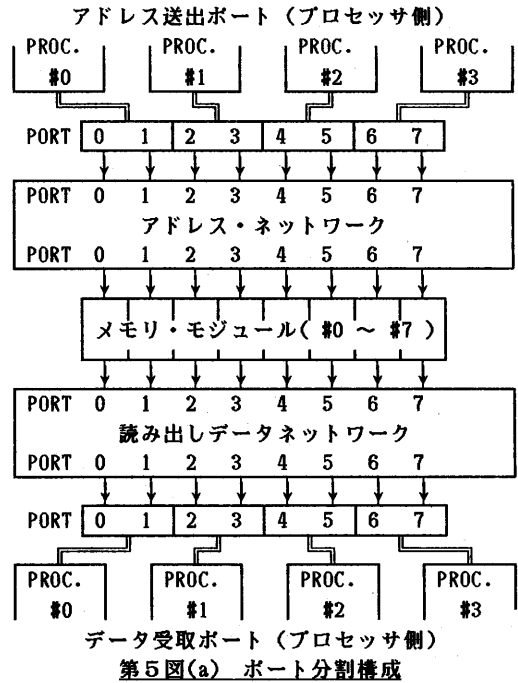 アドレス送出ポート (プロセッサ側)
PROC. PROC. PROC. PROC.
#0 #1 #2 #3
PORT 0 1 2 3 4 5 6 7
PORT 0 1 2 3 4 5 6 7
アドレス・ネットワーク
PORT 0 1 2 3 4 5 6 7
メモリ・モジュール( #0 ～ #7 )
PORT 0 1 2 3 4 5 6 7
読み出しデータネットワーク
PORT 0 1 2 3 4 5 6 7
PORT 0 1 2 3 4 5 6 7
PROC. PROC. PROC. PROC.
#0 #1 #2 #3
データ受取ポート (プロセッサ側)
第5図(a) ポート分割構成